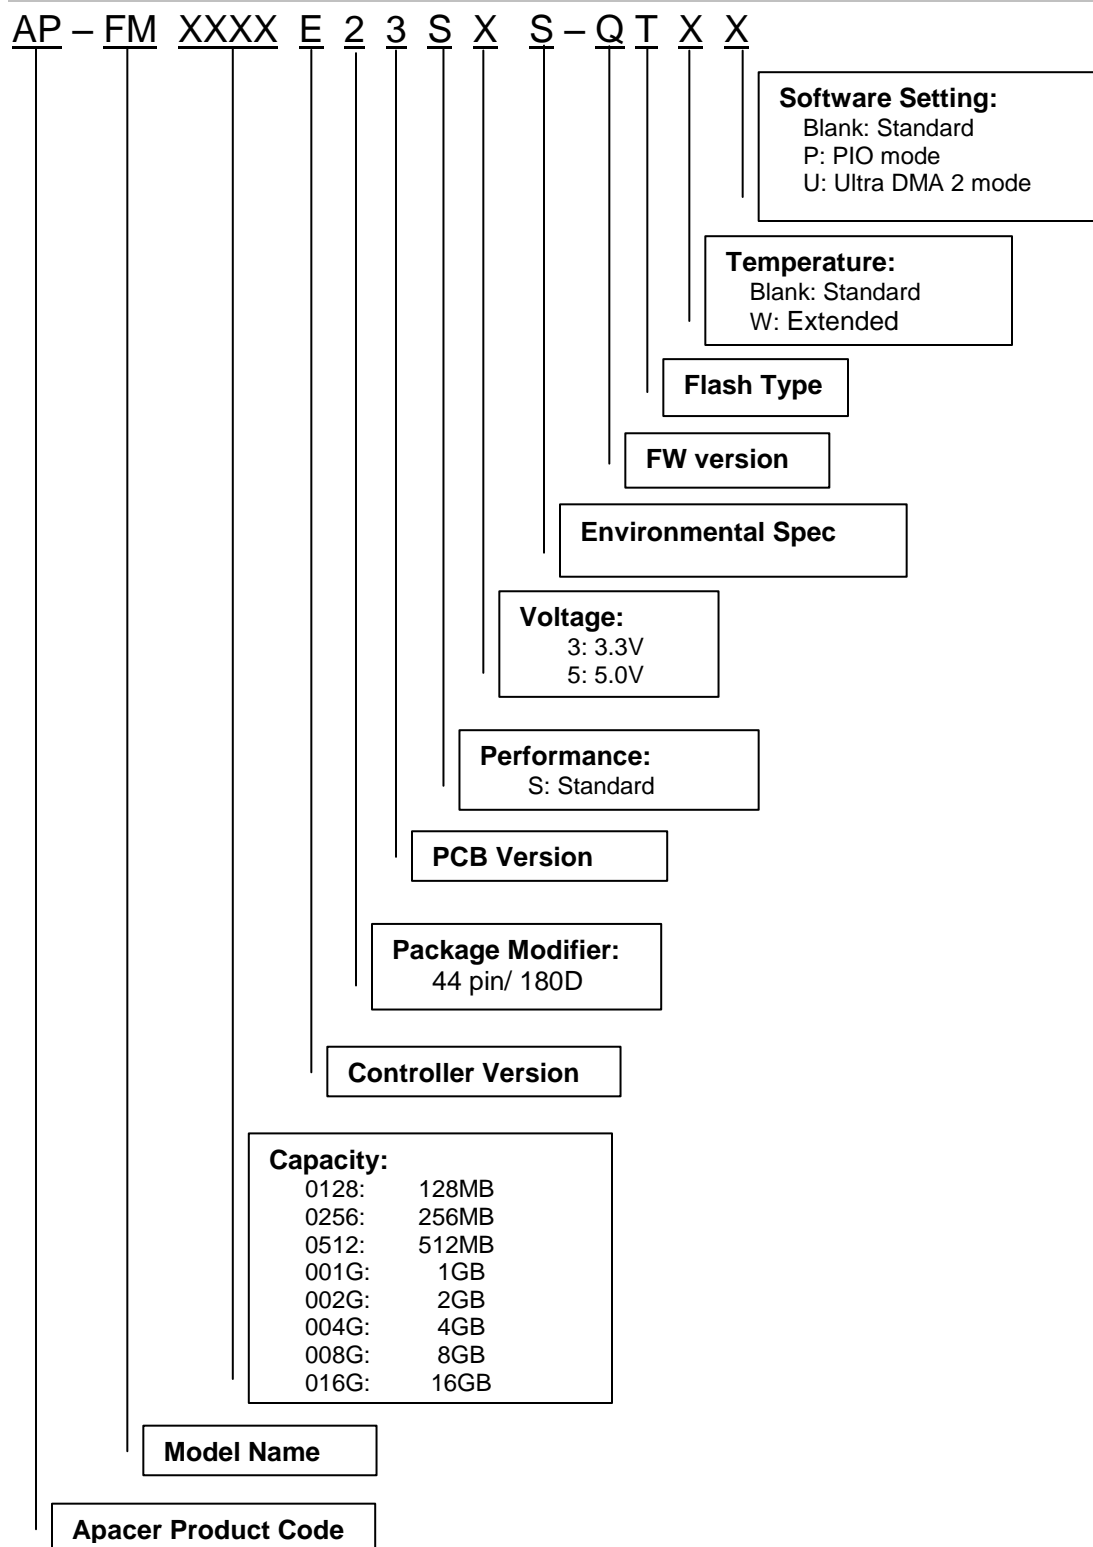 AP – FM XXXX E 2 3 S X S – Q T X X
Software Setting:
Blank: Standard
P: PIO mode
U: Ultra DMA 2 mode
Temperature:
Blank: Standard
W: Extended
Flash Type
FW version
Environmental Spec
Voltage:
3: 3.3V
5: 5.0V
Performance:
S: Standard
PCB Version
Package Modifier:
44 pin/ 180D
Controller Version
Capacity:
0128: 128MB
0256: 256MB
0512: 512MB
001G: 1GB
002G: 2GB
004G: 4GB
008G: 8GB
016G: 16GB
Model Name
Apacer Product Code